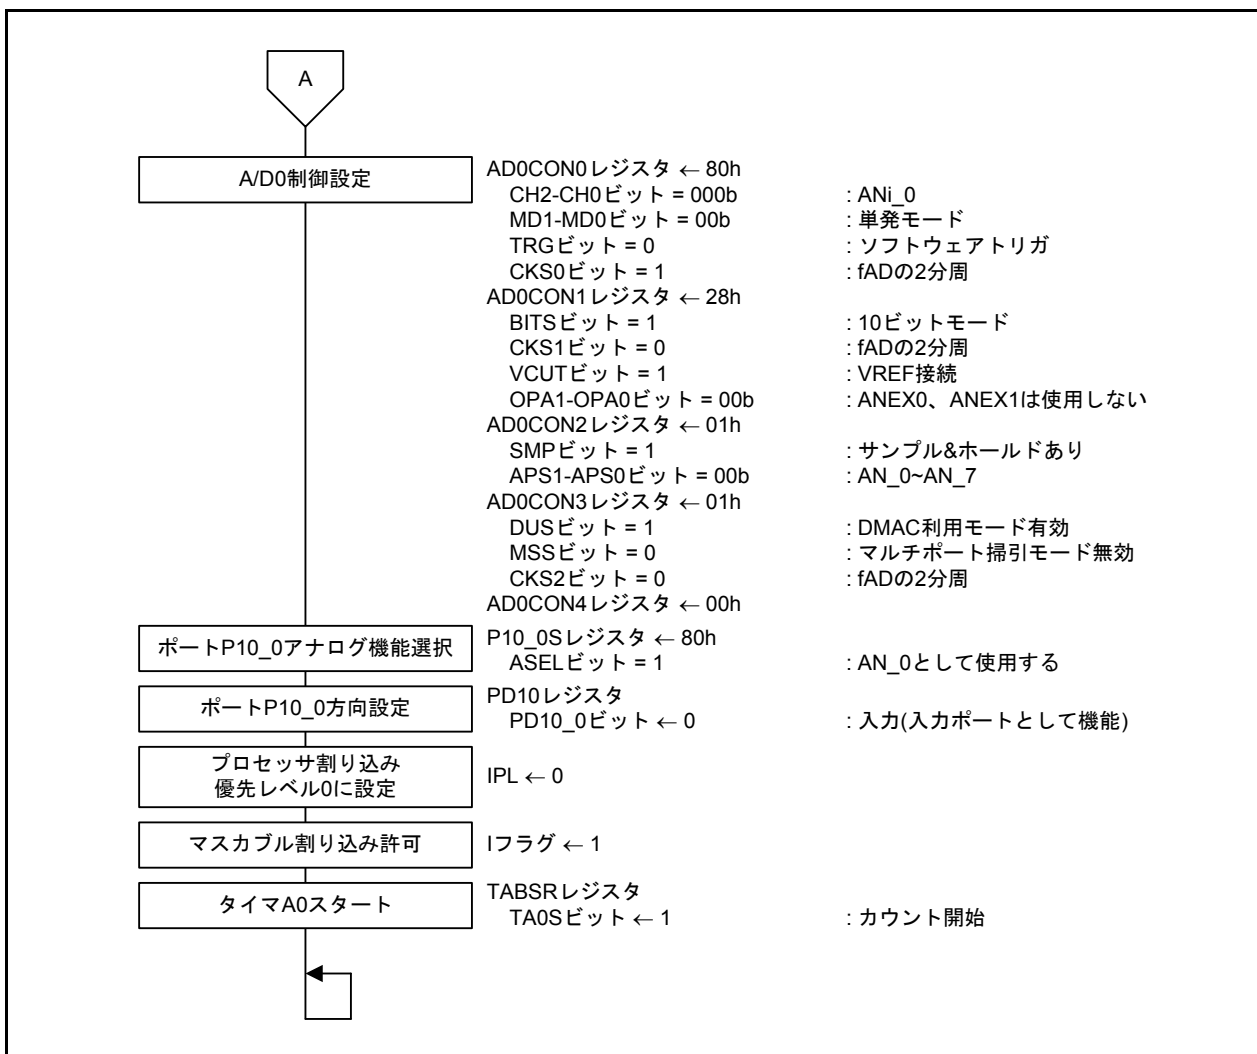 A
A/D0制御設定
AD0CON0レジスタ ← 80h
CH2-CH0ビット = 000b : ANi_0
MD1-MD0ビット = 00b : 単発モード
TRGビット = 0 : ソフトウェアトリガ
CKS0ビット = 1 : fADの2分周
AD0CON1レジスタ ← 28h
BITSビット = 1 : 10ビットモード
CKS1ビット = 0 : fADの2分周
VCUTビット = 1 : VREF接続
OPA1-OPA0ビット = 00b : ANEX0、ANEX1は使用しない
AD0CON2レジスタ ← 01h
SMPビット = 1 : サンプル&ホールドあり
APS1-APS0ビット = 00b : AN_0~AN_7
AD0CON3レジスタ ← 01h
DUSビット = 1 : DMAC利用モード有効
MSSビット = 0 : マルチポート掃引モード無効
CKS2ビット = 0 : fADの2分周
AD0CON4レジスタ ← 00h
ポートP10_0アナログ機能選択
P10_0Sレジスタ ← 80h
ASELビット = 1 : AN_0として使用する
ポートP10_0方向設定
PD10レジスタ
PD10_0ビット ← 0 : 入力(入力ポートとして機能)
プロセッサ割り込み
優先レベル0に設定
IPL ← 0
マスカブル割り込み許可
Iフラグ ← 1
タイマA0スタート
TABSRレジスタ
TA0Sビット ← 1 : カウント開始